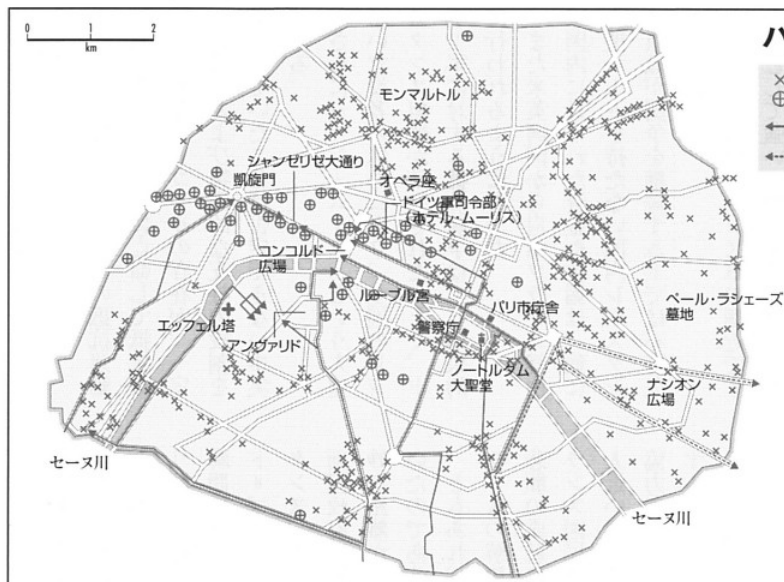 0 1 2
km
パ
モンマルトル
シャンゼリゼ大通り
凱旋門
オペラ座
ドイツ軍司令部
(ホテル・ムーリス)
コンコルド
広場
ルーブル宮
パリ市庁舎
ペール・ラシェーズ
墓地
エッフェル塔
警察庁
アンヴァリド
ノートルダム
大聖堂
ナシオン
広場
セーヌ川
セーヌ川